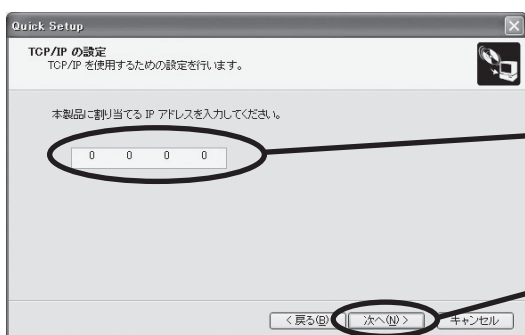 Quick Setup
TCP/IP の設定
TCP/IP を使用するための設定を行います。
本製品に割り当てる IP アドレスを入力してください。
0 0 0 0
< 戻る(B) 次へ(N) > キャンセル